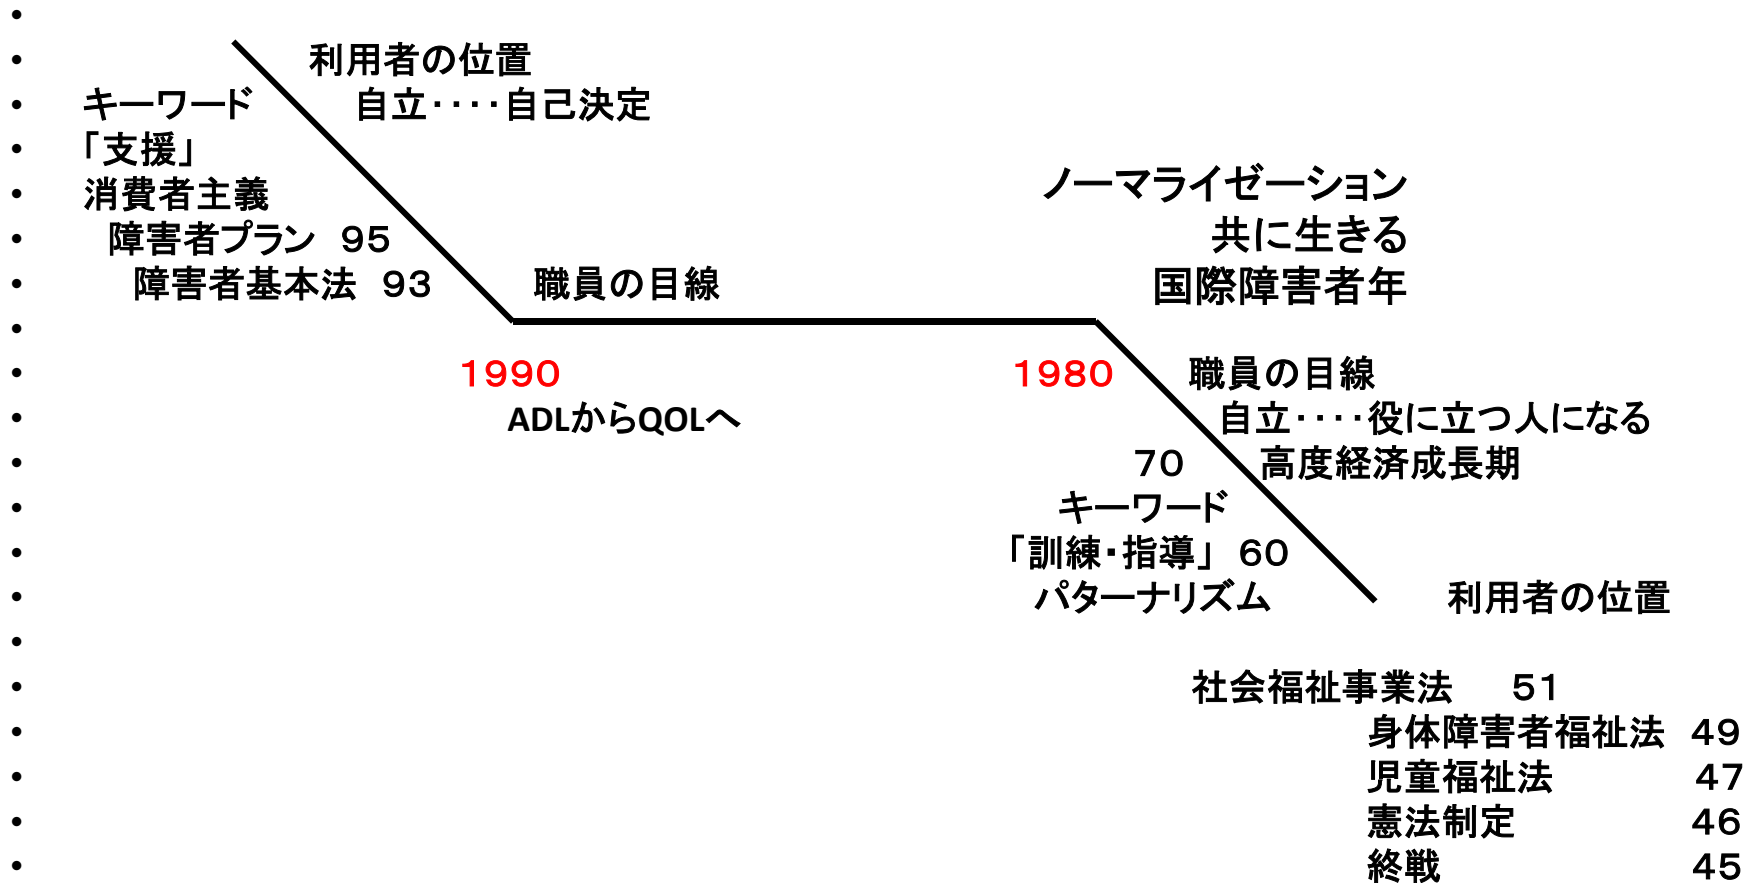 利用者の位置
キーワード　自立‥‥自己決定
「支援」
消費者主義
障害者プラン　９５
障害者基本法　９３
職員の目線
ノーマライゼーション
共に生きる
国際障害者年
１９９０
１９８０
職員の目線
ADLからQOLへ
自立‥‥役に立つ人になる
７０　高度経済成長期
キーワード
「訓練・指導」　６０
パターナリズム
利用者の位置
社会福祉事業法　５１
身体障害者福祉法　４９
児童福祉法　４７
憲法制定　４６
終戦　４５